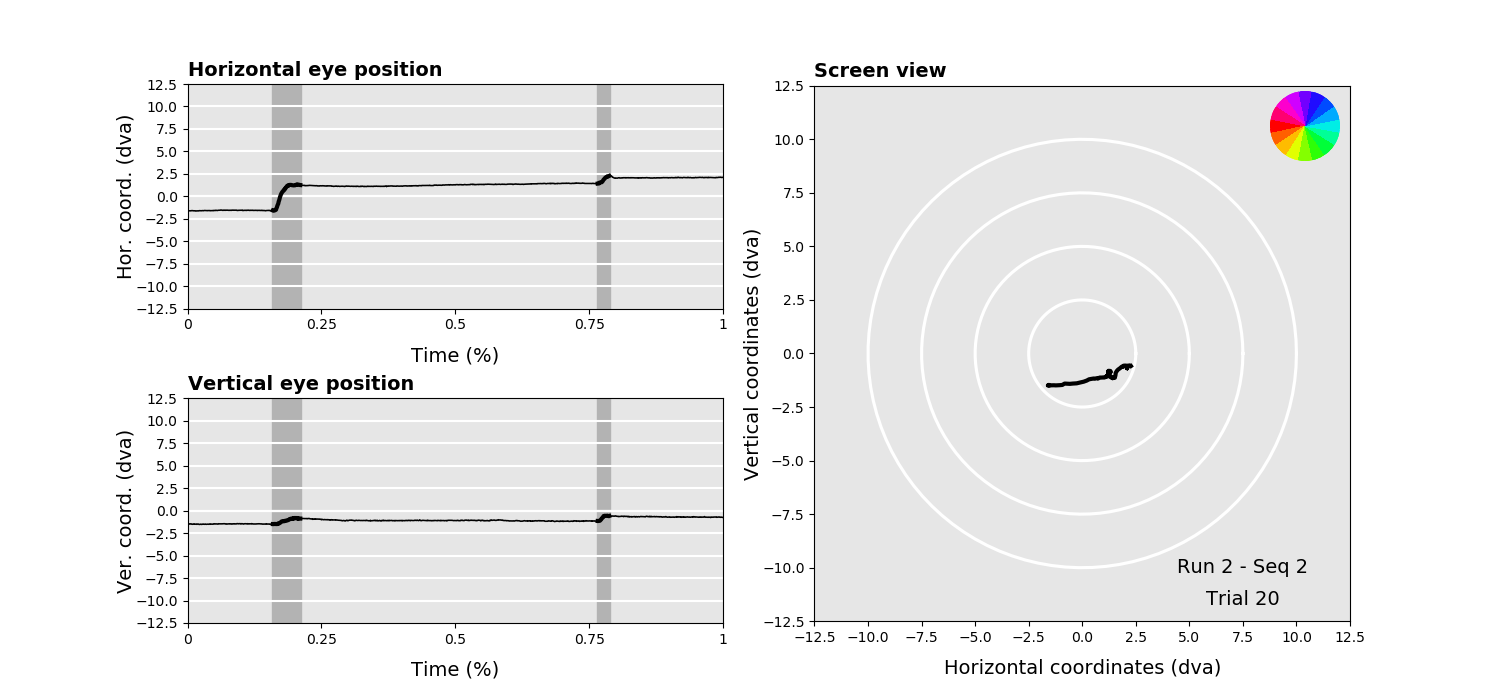 Horizontal eye position
12.5
10.0
7.5
5.0
2.5
0.0
−2.5
−5.0
−7.5
−10.0
−12.5
Hor. coord. (dva)
0 0.25 0.5 0.75 1
Time (%)
Vertical eye position
12.5
10.0
7.5
5.0
2.5
0.0
−2.5
−5.0
−7.5
−10.0
−12.5
Ver. coord. (dva)
0 0.25 0.5 0.75 1
Time (%)
Screen view
12.5
10.0
7.5
5.0
2.5
0.0
−2.5
−5.0
−7.5
−10.0
−12.5
Vertical coordinates (dva)
Run 2 - Seq 2
Trial 20
−12.5 −10.0 −7.5 −5.0 −2.5 0.0 2.5 5.0 7.5 10.0 12.5
Horizontal coordinates (dva)